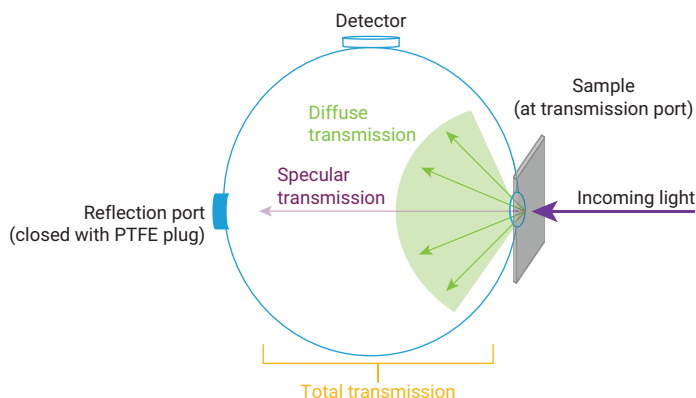 Detector
Sample
(at transmission port)
Diffuse
transmission
Specular
transmission
Incoming light
Reflection port
(closed with PTFE plug)
Total transmission